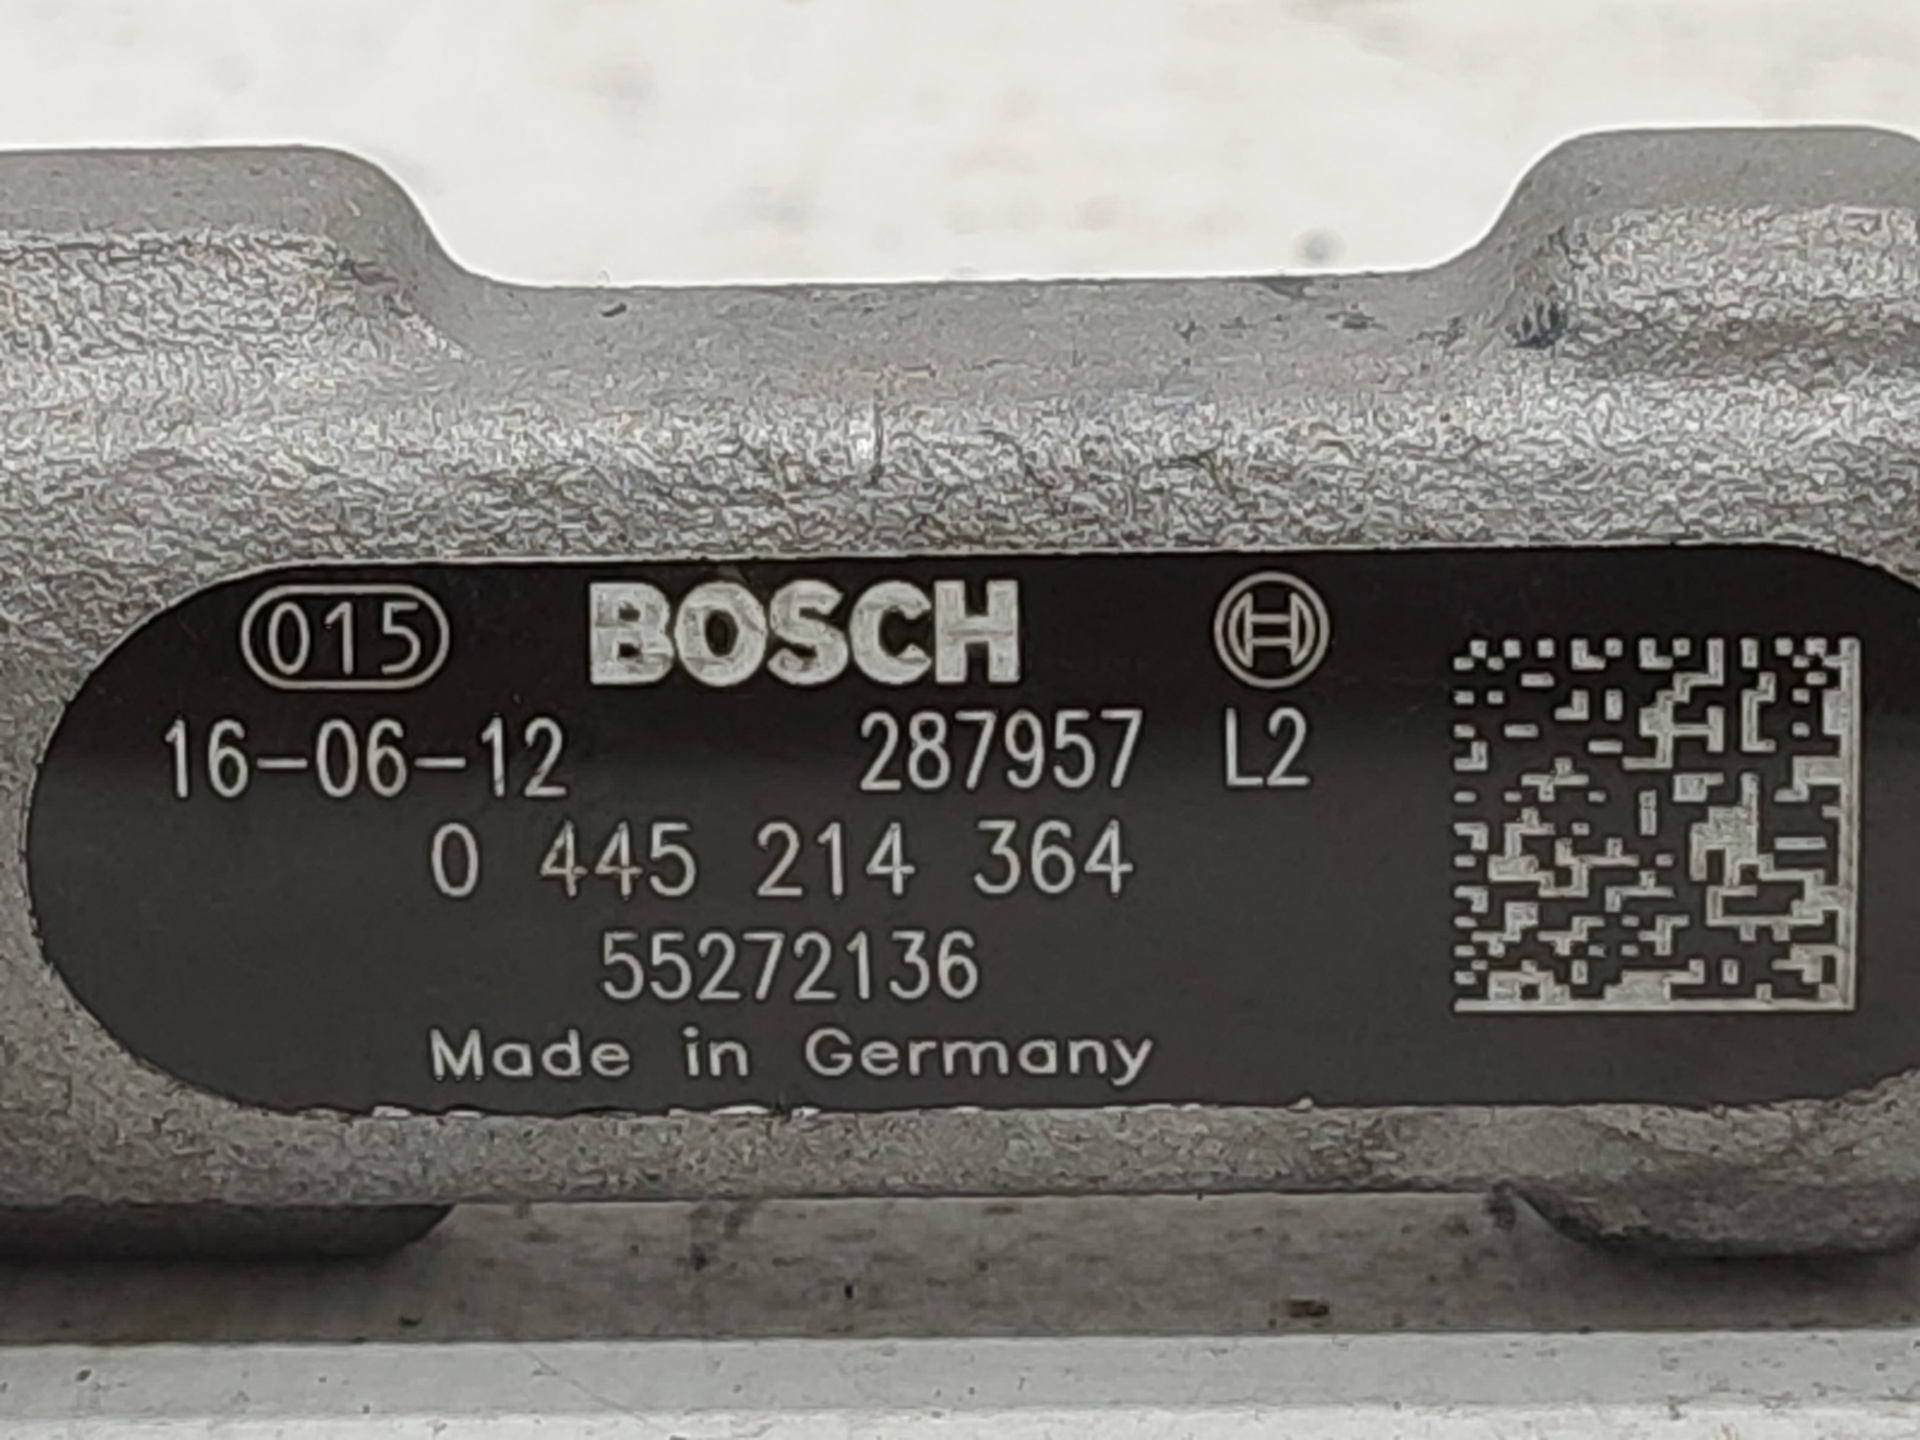 015 BOSCH
16-06-12 287957 L2
0 445 214 364
55272136
Made in Germany